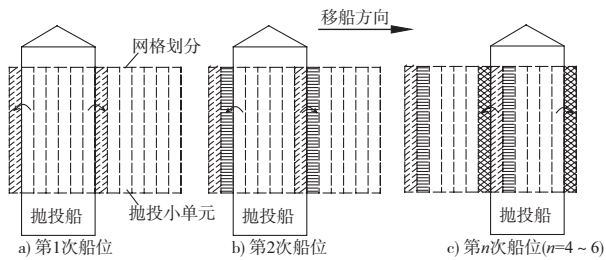 移船方向
网格划分
抛投小单元
抛投船
抛投船
抛投船
a) 第1次船位
b) 第2次船位
c) 第n次船位(n=4~6)